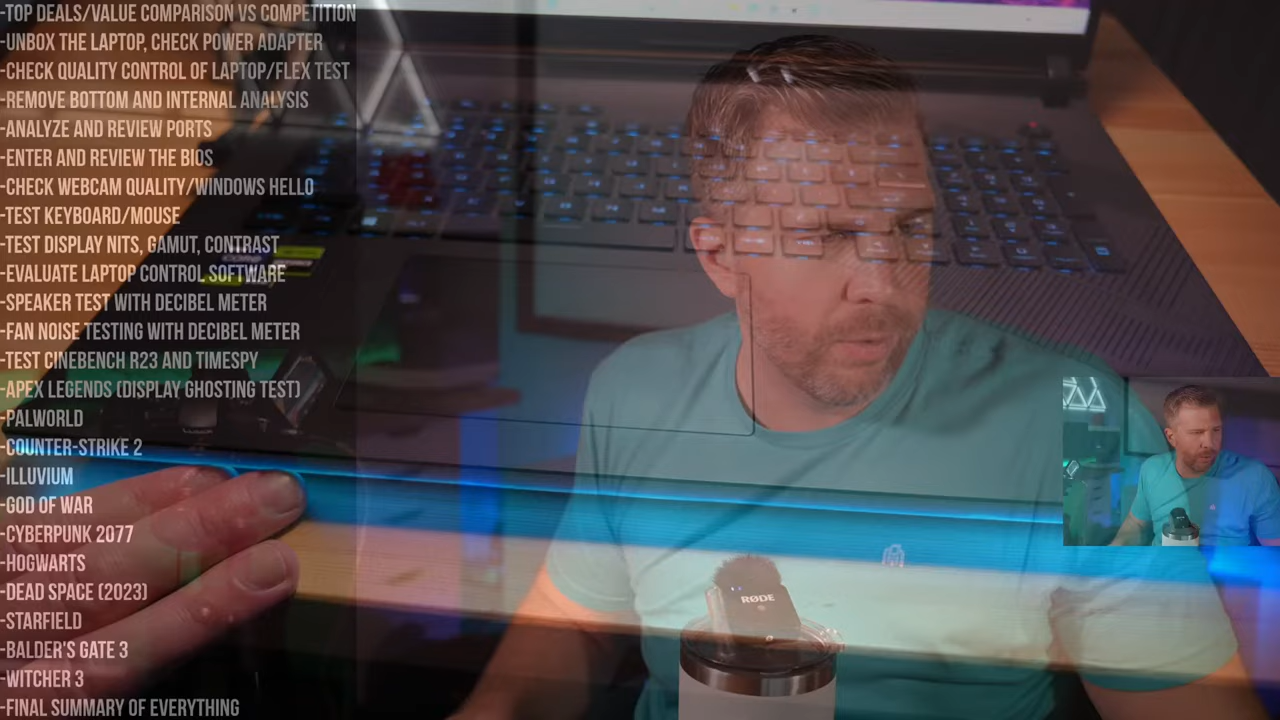 -TOP DEALS/VALUE COMPARISON VS COMPETITION
-UNBOX THE LAPTOP, CHECK POWER ADAPTER
-CHECK QUALITY CONTROL OF LAPTOP/FLEX TEST
-REMOVE BOTTOM AND INTERNAL ANALYSIS
-ANALYZE AND REVIEW PORTS
-ENTER AND REVIEW THE BIOS
-CHECK WEBCAM QUALITY/WINDOWS HELLO
-TEST KEYBOARD/MOUSE
-TEST DISPLAY NITS, GAMUT, CONTRAST
-EVALUATE LAPTOP CONTROL SOFTWARE
-SPEAKER TEST WITH DECIBEL METER
-FAN NOISE TESTING WITH DECIBEL METER
-TEST CINEBENCH R23 AND TIMESPY
-APEX LEGENDS (DISPLAY GHOSTING TEST)
-PALWORLD
-COUNTER-STRIKE 2
-ILLUVIUM
-GOD OF WAR
-CYBERPUNK 2077
-HOGWARTS
-DEAD SPACE (2023)
-STARFIELD
-BALDER'S GATE 3
-WITCHER 3
-FINAL SUMMARY OF EVERYTHING
RØDE